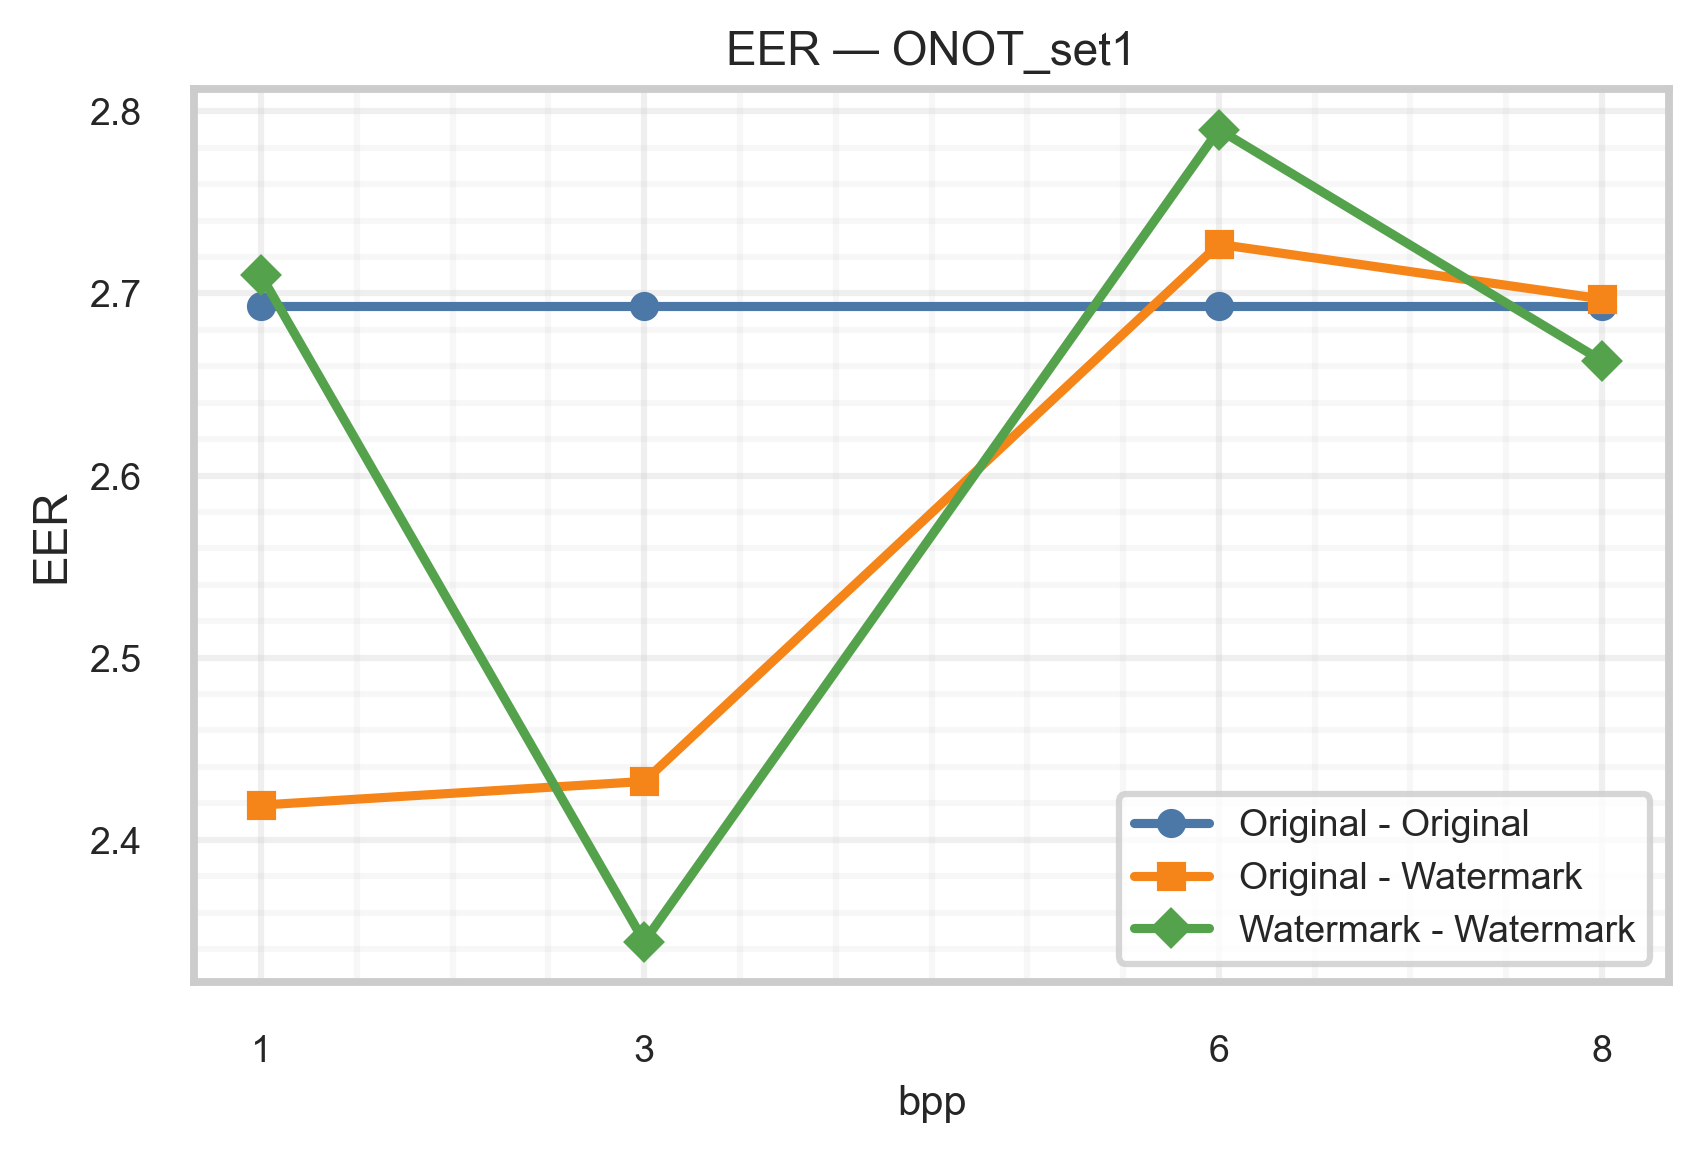 EER — ONOT_set1
2.8
2.7
2.6
2.5
2.4
EER
1 3 6 8
bpp
Original - Original
Original - Watermark
Watermark - Watermark